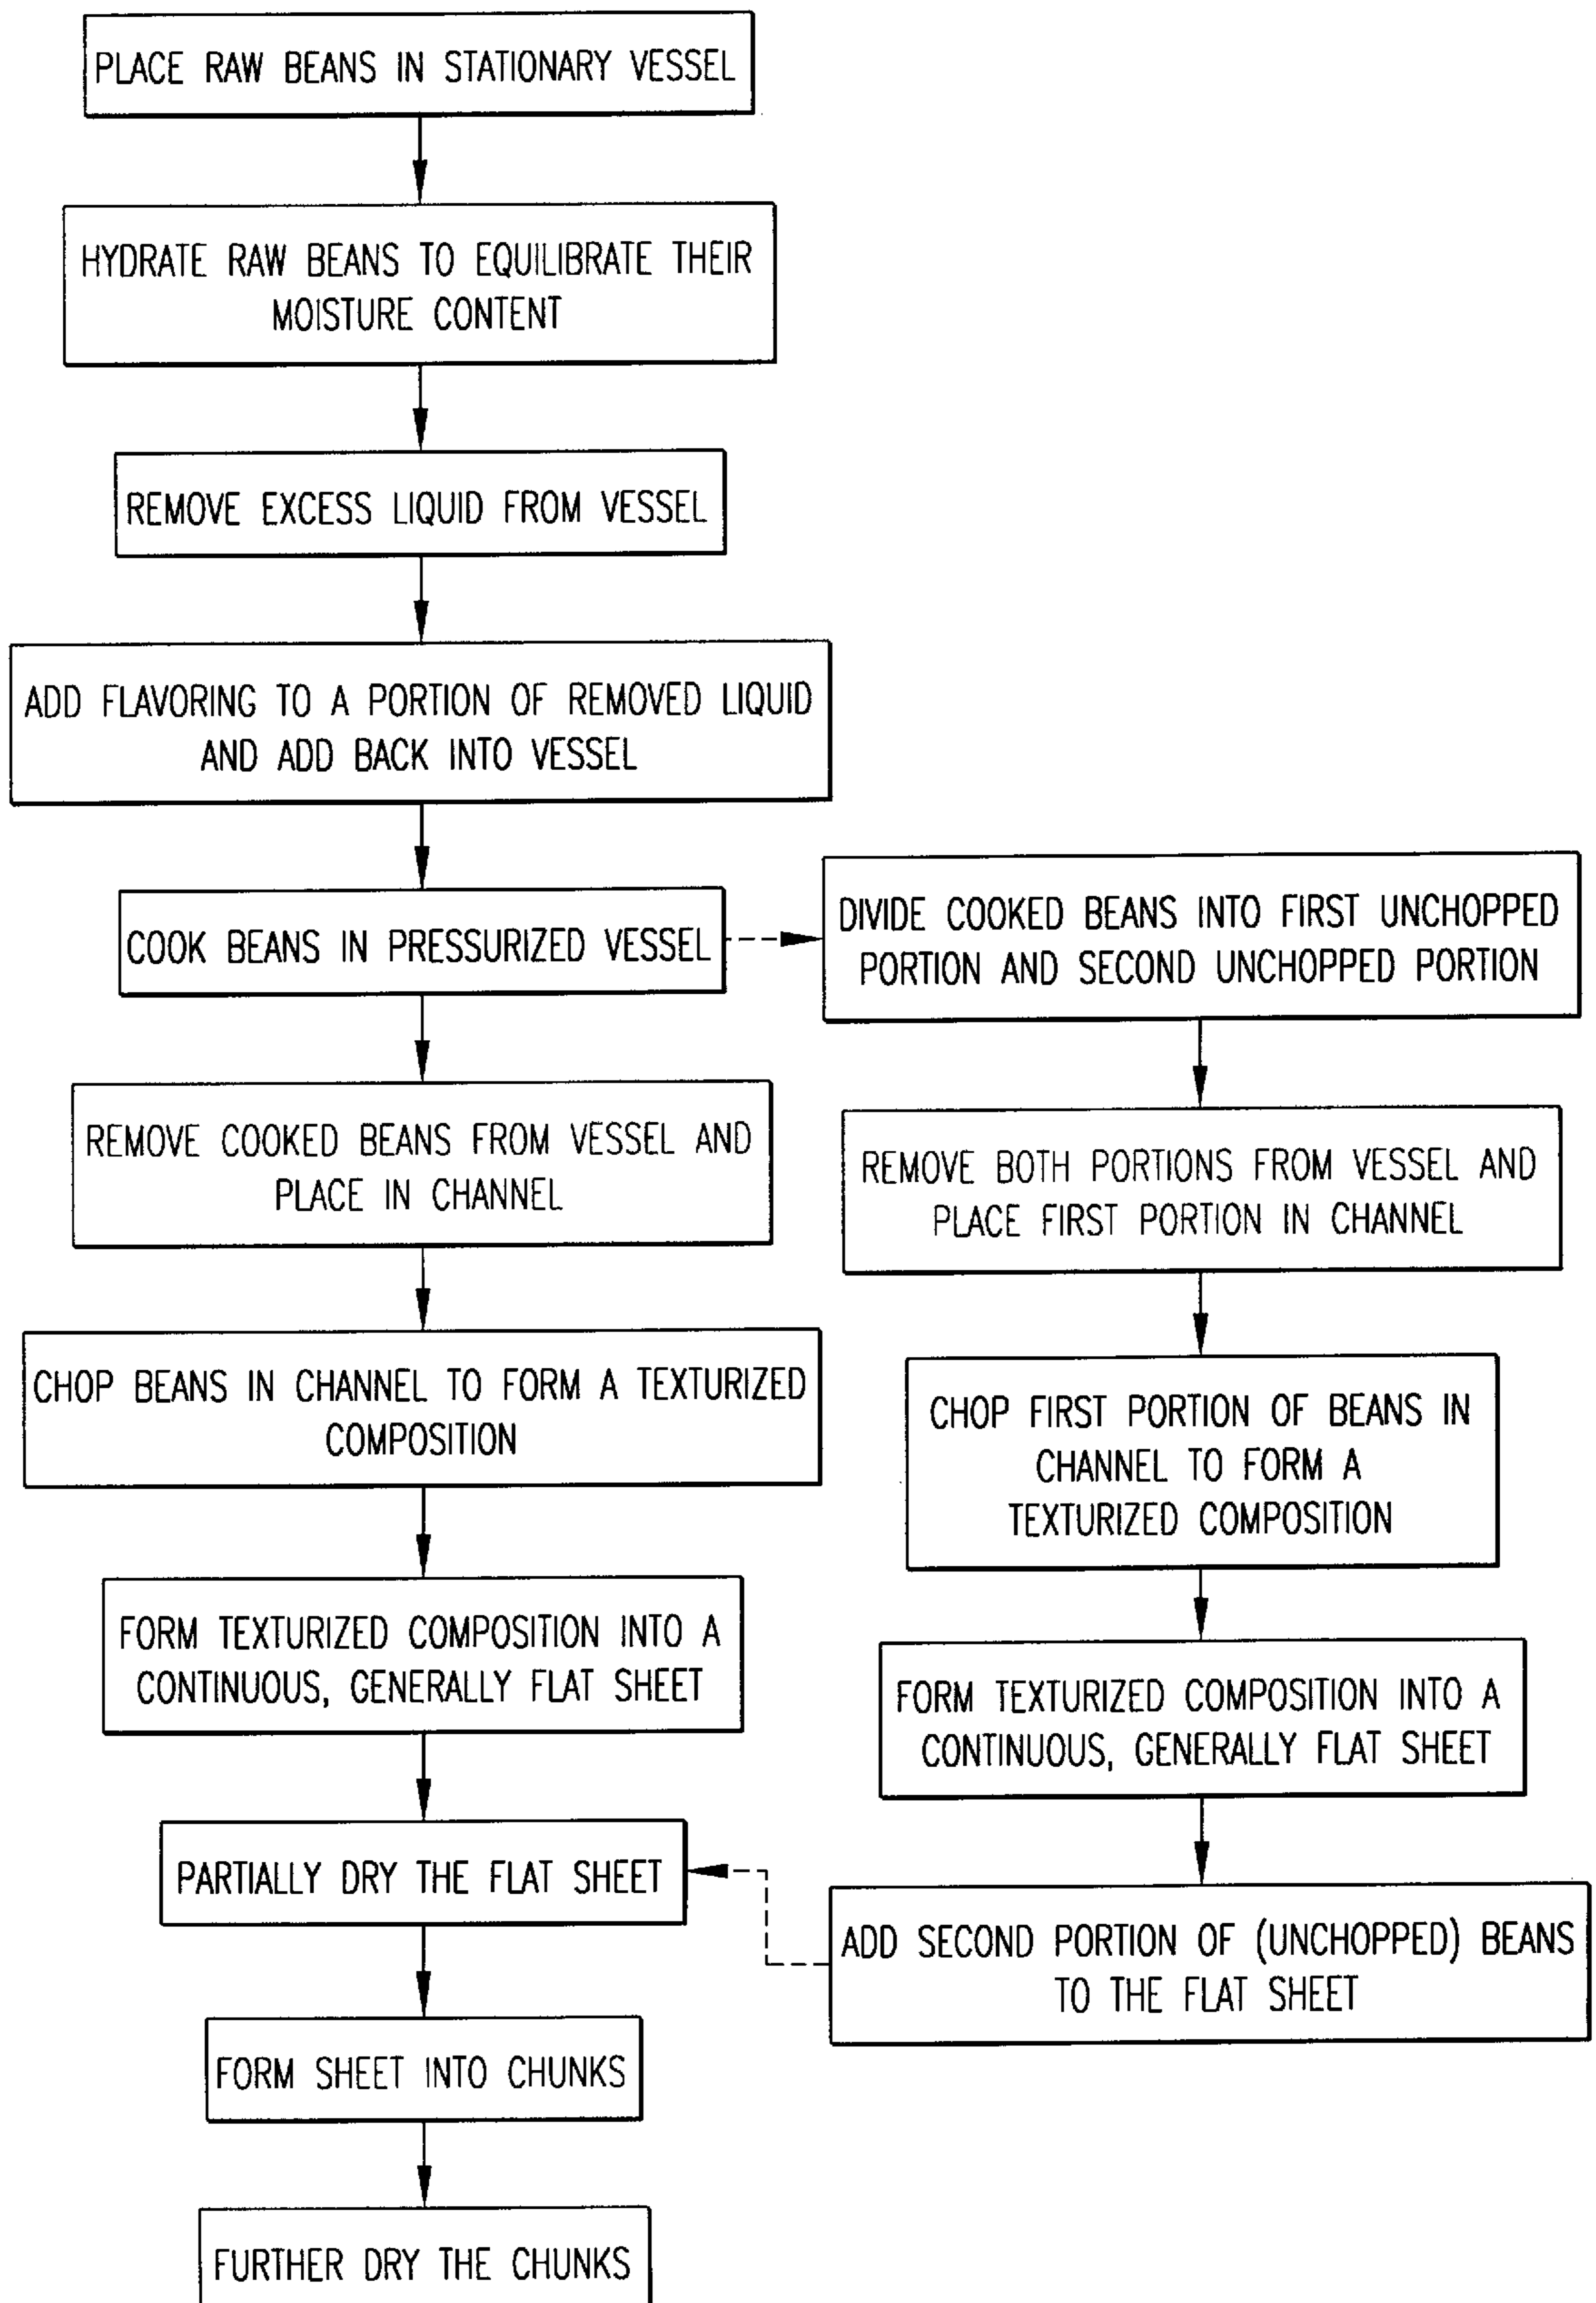 PLACE RAW BEANS IN STATIONARY VESSEL
HYDRATE RAW BEANS TO EQUILIBRATE THEIR
MOISTURE CONTENT
REMOVE EXCESS LIQUID FROM VESSEL
ADD FLAVORING TO A PORTION OF REMOVED LIQUID
AND ADD BACK INTO VESSEL
COOK BEANS IN PRESSURIZED VESSEL
REMOVE COOKED BEANS FROM VESSEL AND
PLACE IN CHANNEL
CHOP BEANS IN CHANNEL TO FORM A TEXTURIZED
COMPOSITION
FORM TEXTURIZED COMPOSITION INTO A
CONTINUOUS, GENERALLY FLAT SHEET
PARTIALLY DRY THE FLAT SHEET
FORM SHEET INTO CHUNKS
FURTHER DRY THE CHUNKS
DIVIDE COOKED BEANS INTO FIRST UNCHOPPED
PORTION AND SECOND UNCHOPPED PORTION
REMOVE BOTH PORTIONS FROM VESSEL AND
PLACE FIRST PORTION IN CHANNEL
CHOP FIRST PORTION OF BEANS IN
CHANNEL TO FORM A
TEXTURIZED COMPOSITION
FORM TEXTURIZED COMPOSITION INTO A
CONTINUOUS, GENERALLY FLAT SHEET
ADD SECOND PORTION OF (UNCHOPPED) BEANS
TO THE FLAT SHEET